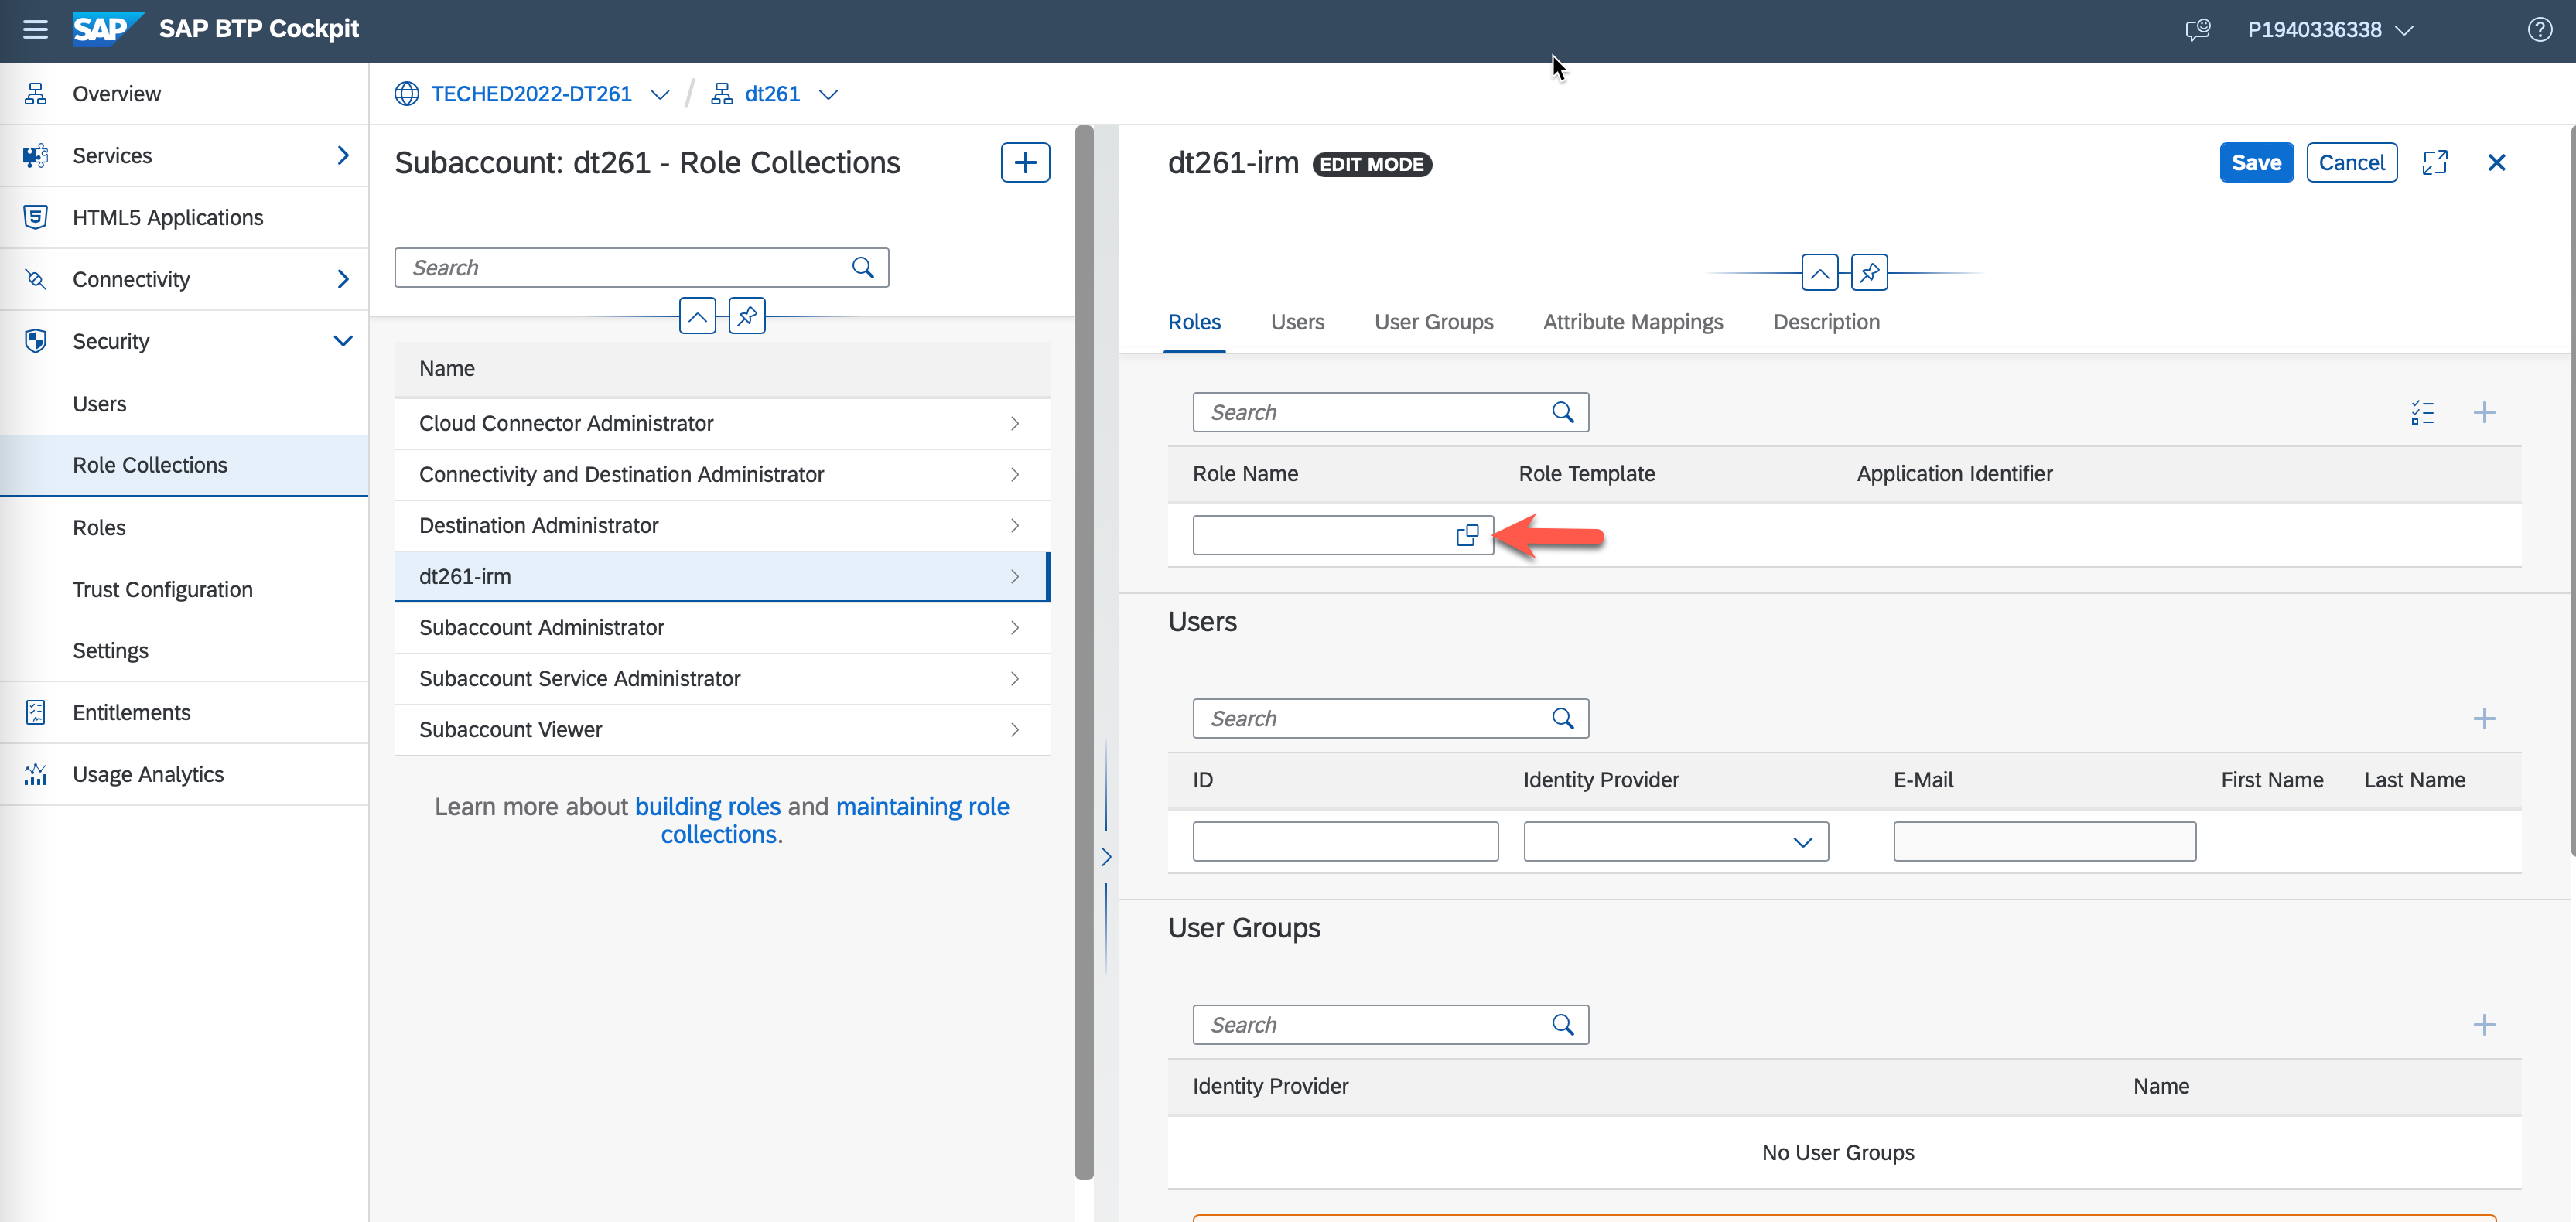 SAP SAP BTP Cockpit
P1940336338
Overview
Services
HTML5 Applications
Connectivity
Security
Users
Role Collections
Roles
Trust Configuration
Settings
Entitlements
Usage Analytics
TECHED2022-DT261 / dt261
Subaccount: dt261 - Role Collections
Search
Name
Cloud Connector Administrator
Connectivity and Destination Administrator
Destination Administrator
dt261-irm
Subaccount Administrator
Subaccount Service Administrator
Subaccount Viewer
Learn more about building roles and maintaining role
collections.
dt261-irm EDIT MODE
Save Cancel
Roles Users User Groups Attribute Mappings Description
Search
Role Name Role Template Application Identifier
Users
Search
ID Identity Provider E-Mail First Name Last Name
User Groups
Search
Identity Provider Name
No User Groups